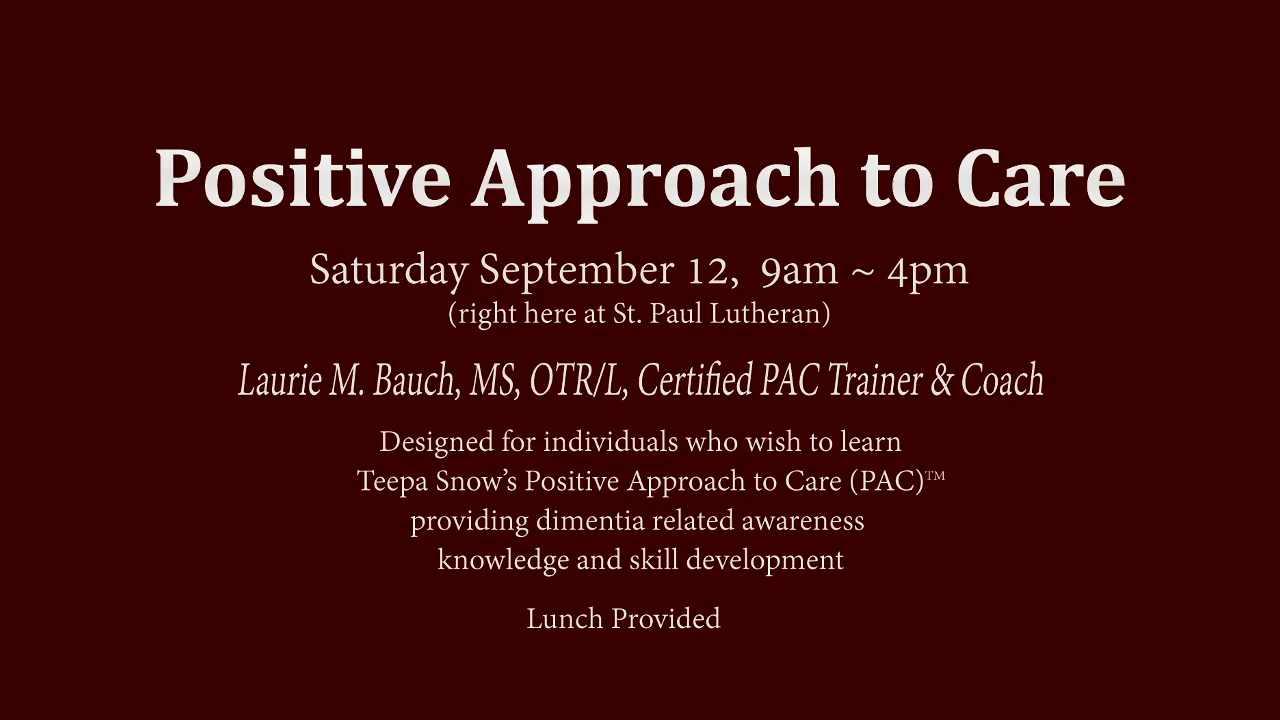 Positive Approach to Care
Saturday September 12,  9am ~ 4pm
(right here at St. Paul Lutheran)
Laurie M. Bauch, MS, OTR/L, Certified PAC Trainer & Coach
Designed for individuals who wish to learn
Teepa Snow’s Positive Approach to Care (PAC)™
providing dimentia related awareness
knowledge and skill development
Lunch Provided